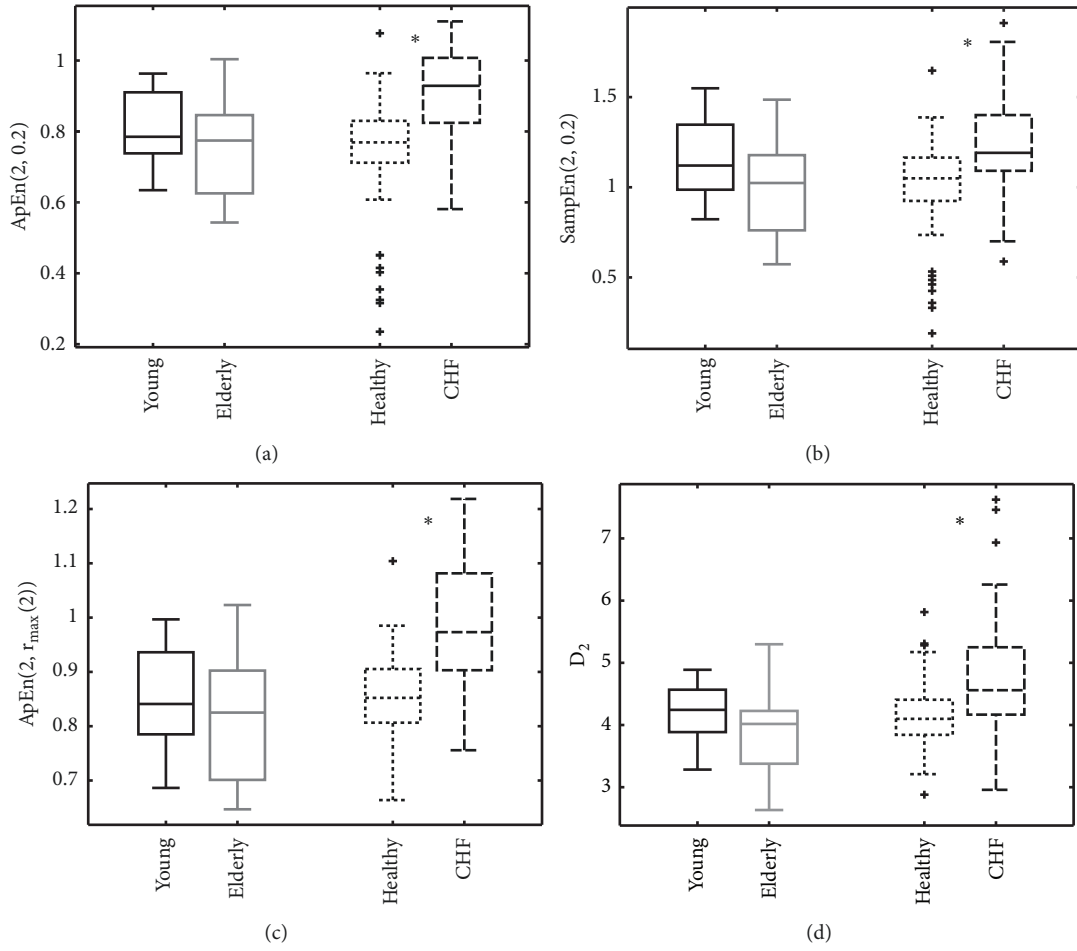 ApEn(2, 0.2)
1
0.8
0.6
0.4
0.2
*
Young
Elderly
Healthy
CHF
(a)
SampEn(2, 0.2)
1.5
1
0.5
*
Young
Elderly
Healthy
CHF
(b)
ApEn(2, r_max(2))
1.2
1.1
1
0.9
0.8
0.7
*
Young
Elderly
Healthy
CHF
(c)
D_2
7
6
5
4
3
*
Young
Elderly
Healthy
CHF
(d)